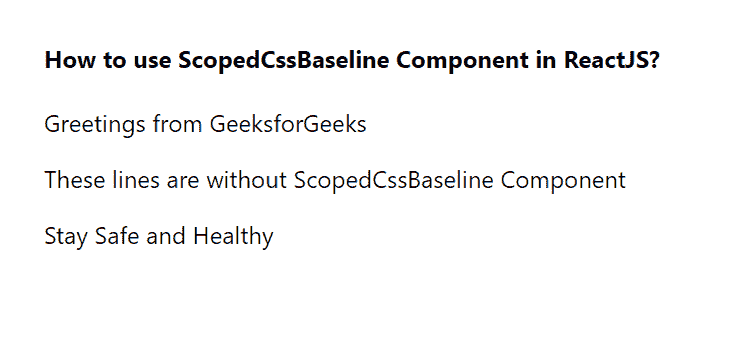 How to use ScopedCssBaseline Component in ReactJS?
Greetings from GeeksforGeeks
These lines are without ScopedCssBaseline Component
Stay Safe and Healthy